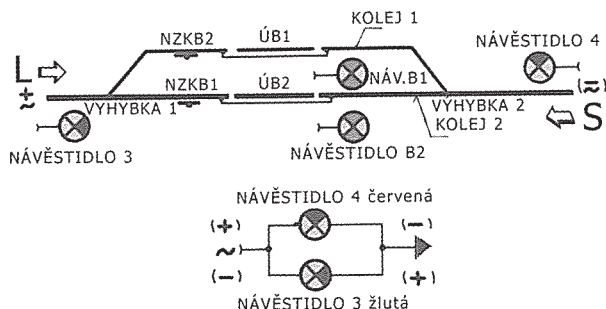 NZKB2
ÚB1
KOLEJ 1
NÁVĚSTIDLO 4
L
NZKB1
ÚB2
NÁV.B1
VÝHYBKA 1
VÝHYBKA 2
KOLEJ 2
S
NÁVĚSTIDLO 3
NÁVĚSTIDLO B2
NÁVĚSTIDLO 4 červená
(+)
(-)
~
(-)
(+)
NÁVĚSTIDLO 3 žlutá